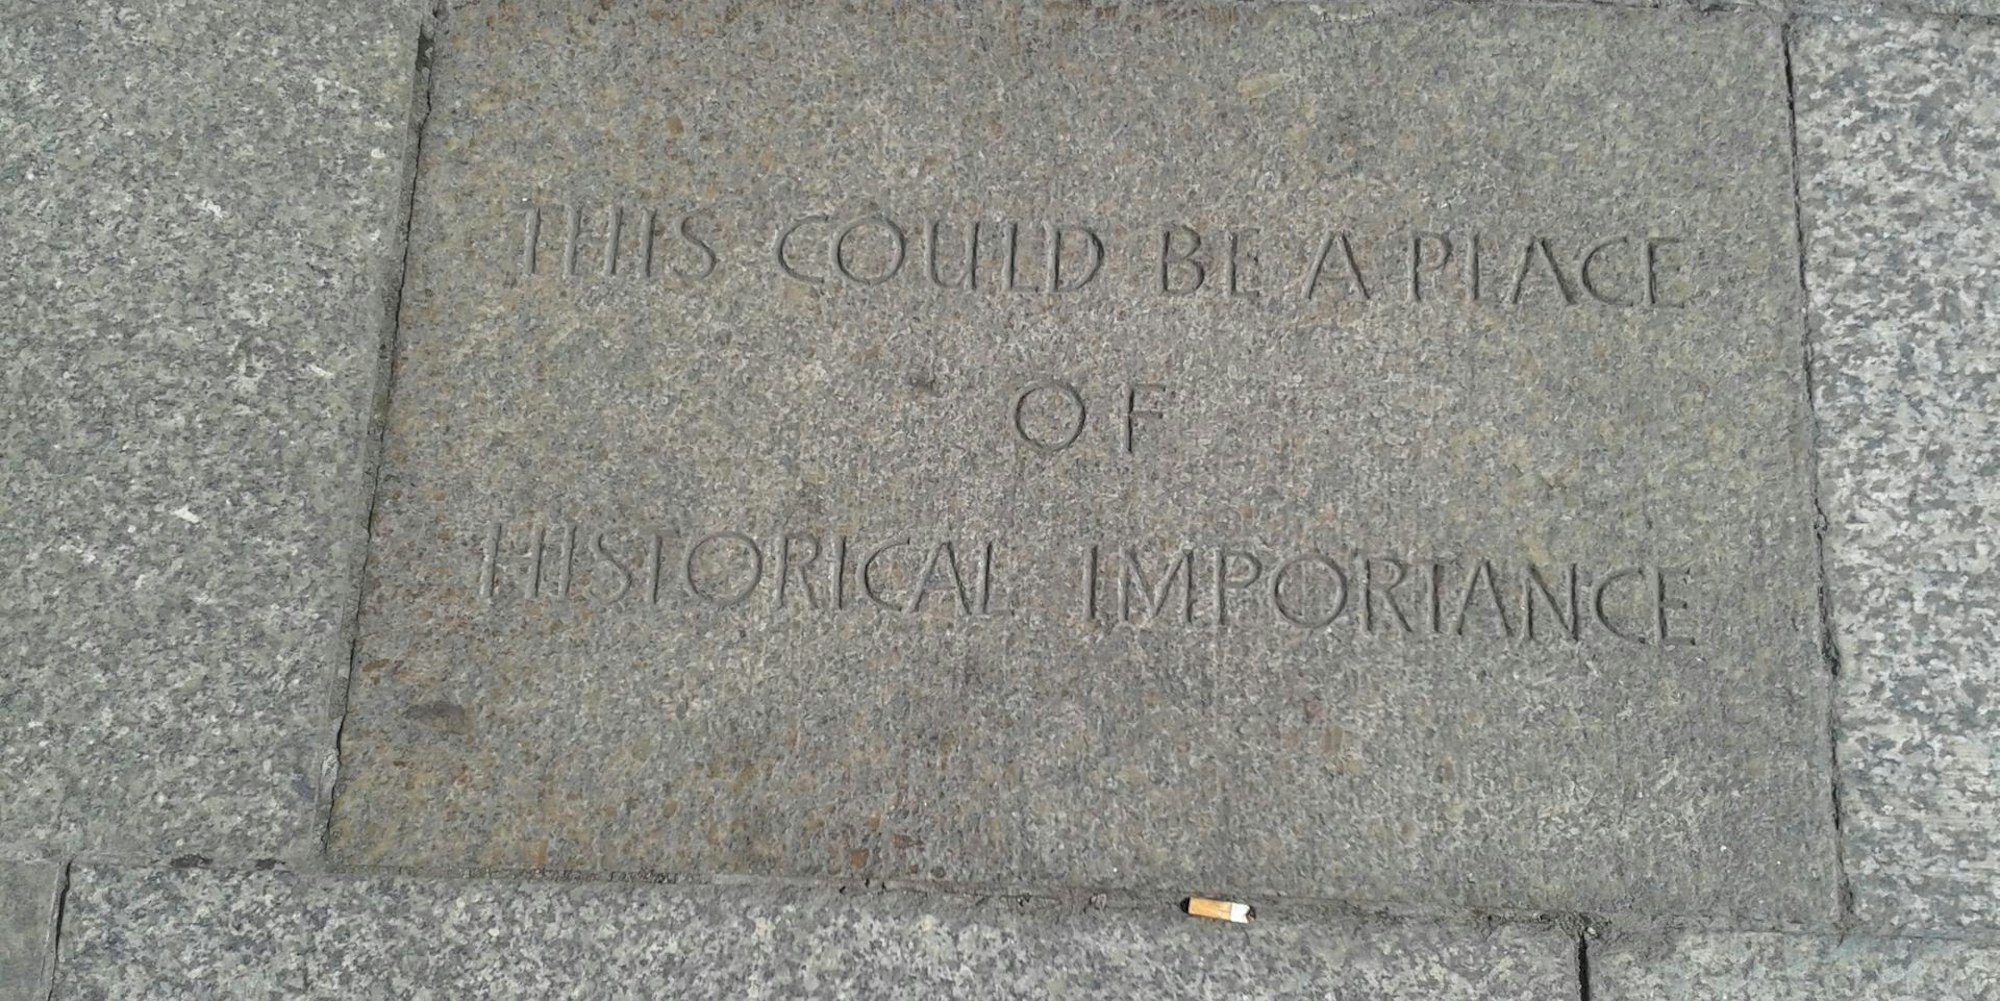 THIS COULD BE A PLACE
OF
HISTORICAL IMPORTANCE